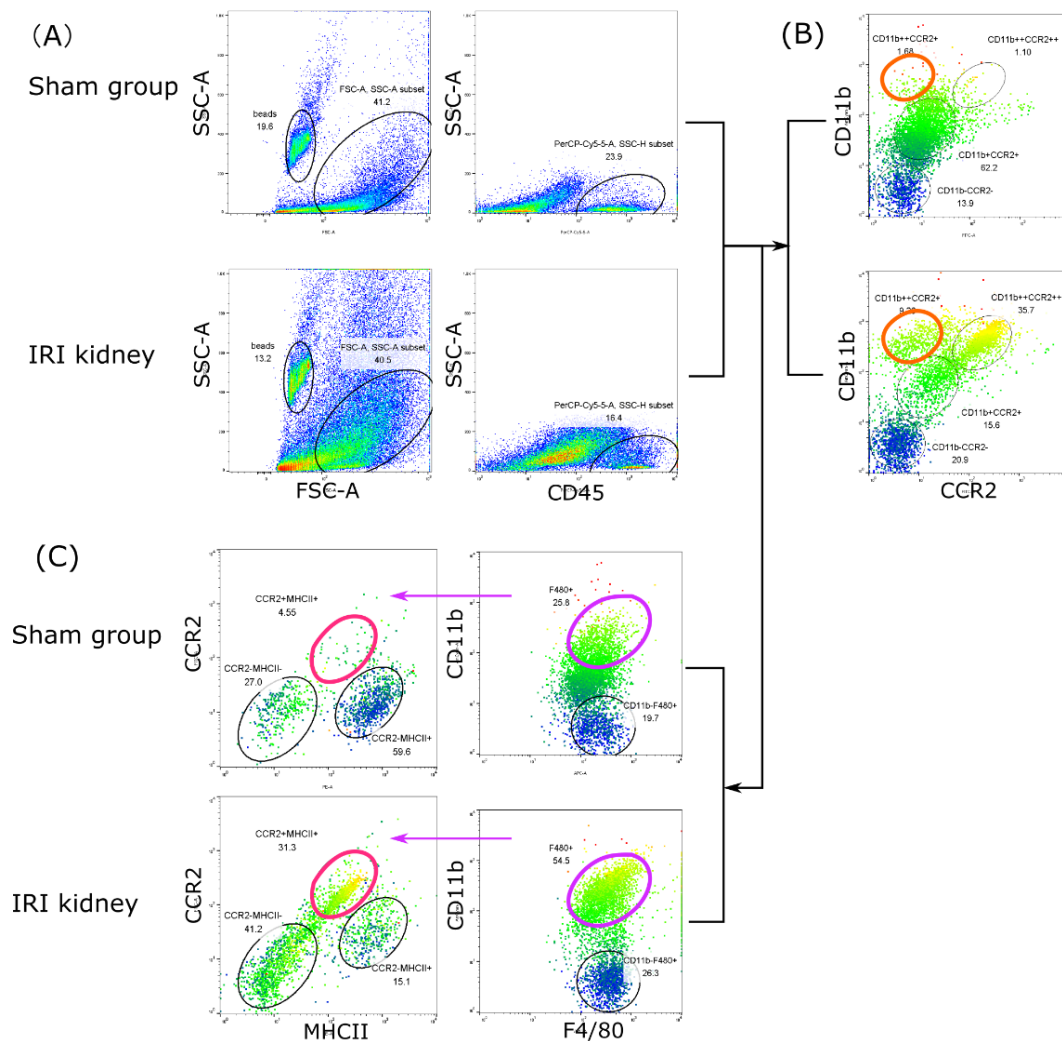 (A)
Sham group
SSC-A
beads
19.6
FSC-A, SSC-A subset
41.2
FSC-A
SSC-A
PerCP-Cy5-5-A, SSC-H subset
23.9
PerCP-Cy5-5-A
(B)
CD11b
CD11b++CCR2+
1.68
CD11b++CCR2++
1.10
CD11b+CCR2+
62.2
CD11b-CCR2-
13.9
IRI kidney
SSC-A
beads
13.2
FSC-A, SSC-A subset
40.5
FSC-A
SSC-A
PerCP-Cy5-5-A, SSC-H subset
16.4
CD45
CD11b
CD11b++CCR2+
CD11b++CCR2++
35.7
CD11b+CCR2+
15.6
CD11b-CCR2-
20.9
CCR2
(C)
Sham group
CCR2
CCR2+MHCII+
4.55
CCR2-MHCII-
27.0
CCR2-MHCII+
59.6
CD11b
F480+
25.8
CD11b-F480+
19.7
IRI kidney
CCR2
CCR2+MHCII+
31.3
CCR2-MHCII-
41.2
CCR2-MHCII+
15.1
MHCII
CD11b
F480+
54.5
CD11b-F480+
26.3
F4/80